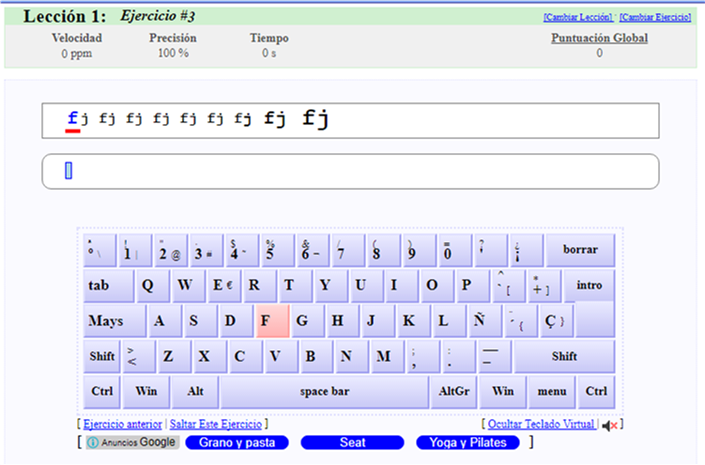 Lección 1: Ejercicio #3 [Cambiar Lección] · [Cambiar Ejercicio]
Velocidad Precisión Tiempo Puntuación Global
0 ppm 100 % 0 s 0
fj fj fj fj fj fj fj fj fj
º \ ! 1 | " 2 @ · 3 # $ 4 ~ % 5 & 6 ¬ / 7 ( 8 ) 9 = 0 ? ' ¿ ¡ borrar
tab Q W E € R T Y U I O P ^ ` [ * + ] intro
Mays A S D F G H J K L Ñ ¨ ´ { Ç }
Shift > < Z X C V B N M ; , : . _ - Shift
Ctrl Win Alt space bar AltGr Win menu Ctrl
[ Ejercicio anterior | Saltar Este Ejercicio ] [ Ocultar Teclado Virtual | ]
[ Anuncios Google Grano y pasta Seat Yoga y Pilates ]